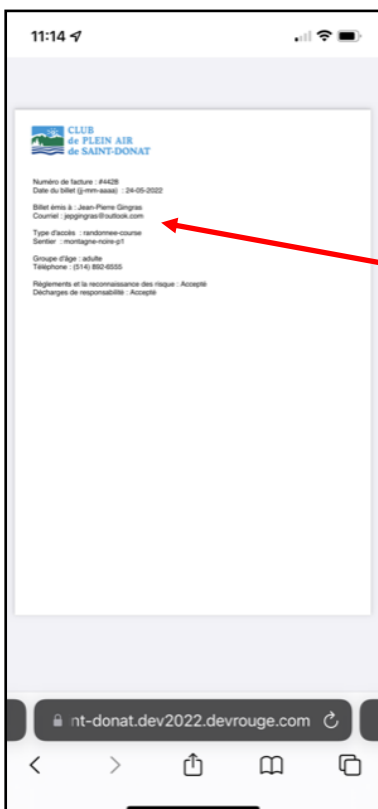 11:14
CLUB
de PLEIN AIR
de SAINT-DONAT
Numéro de facture : #4428
Date du billet (jj-mm-aaaa) : 24-05-2022
Billet émis à : Jean-Pierre Gingras
Courriel : jepgingras@outlook.com
Type d'accès : randonnee-course
Sentier : montagne-noire-p1
Groupe d'âge : adulte
Téléphone : (514) 892-6555
Règlements et la reconnaissance des risque : Accepté
Décharges de responsabilité : Accepté
nt-donat.dev2022.devrouge.com